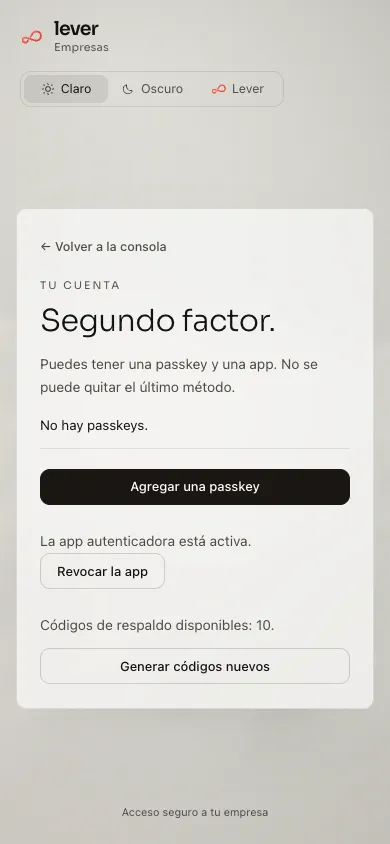 lever
Empresas
Claro Oscuro Lever
← Volver a la consola
TU CUENTA
Segundo factor.
Puedes tener una passkey y una app. No se
puede quitar el último método.
No hay passkeys.
Agregar una passkey
La app autenticadora está activa.
Revocar la app
Códigos de respaldo disponibles: 10.
Generar códigos nuevos
Acceso seguro a tu empresa